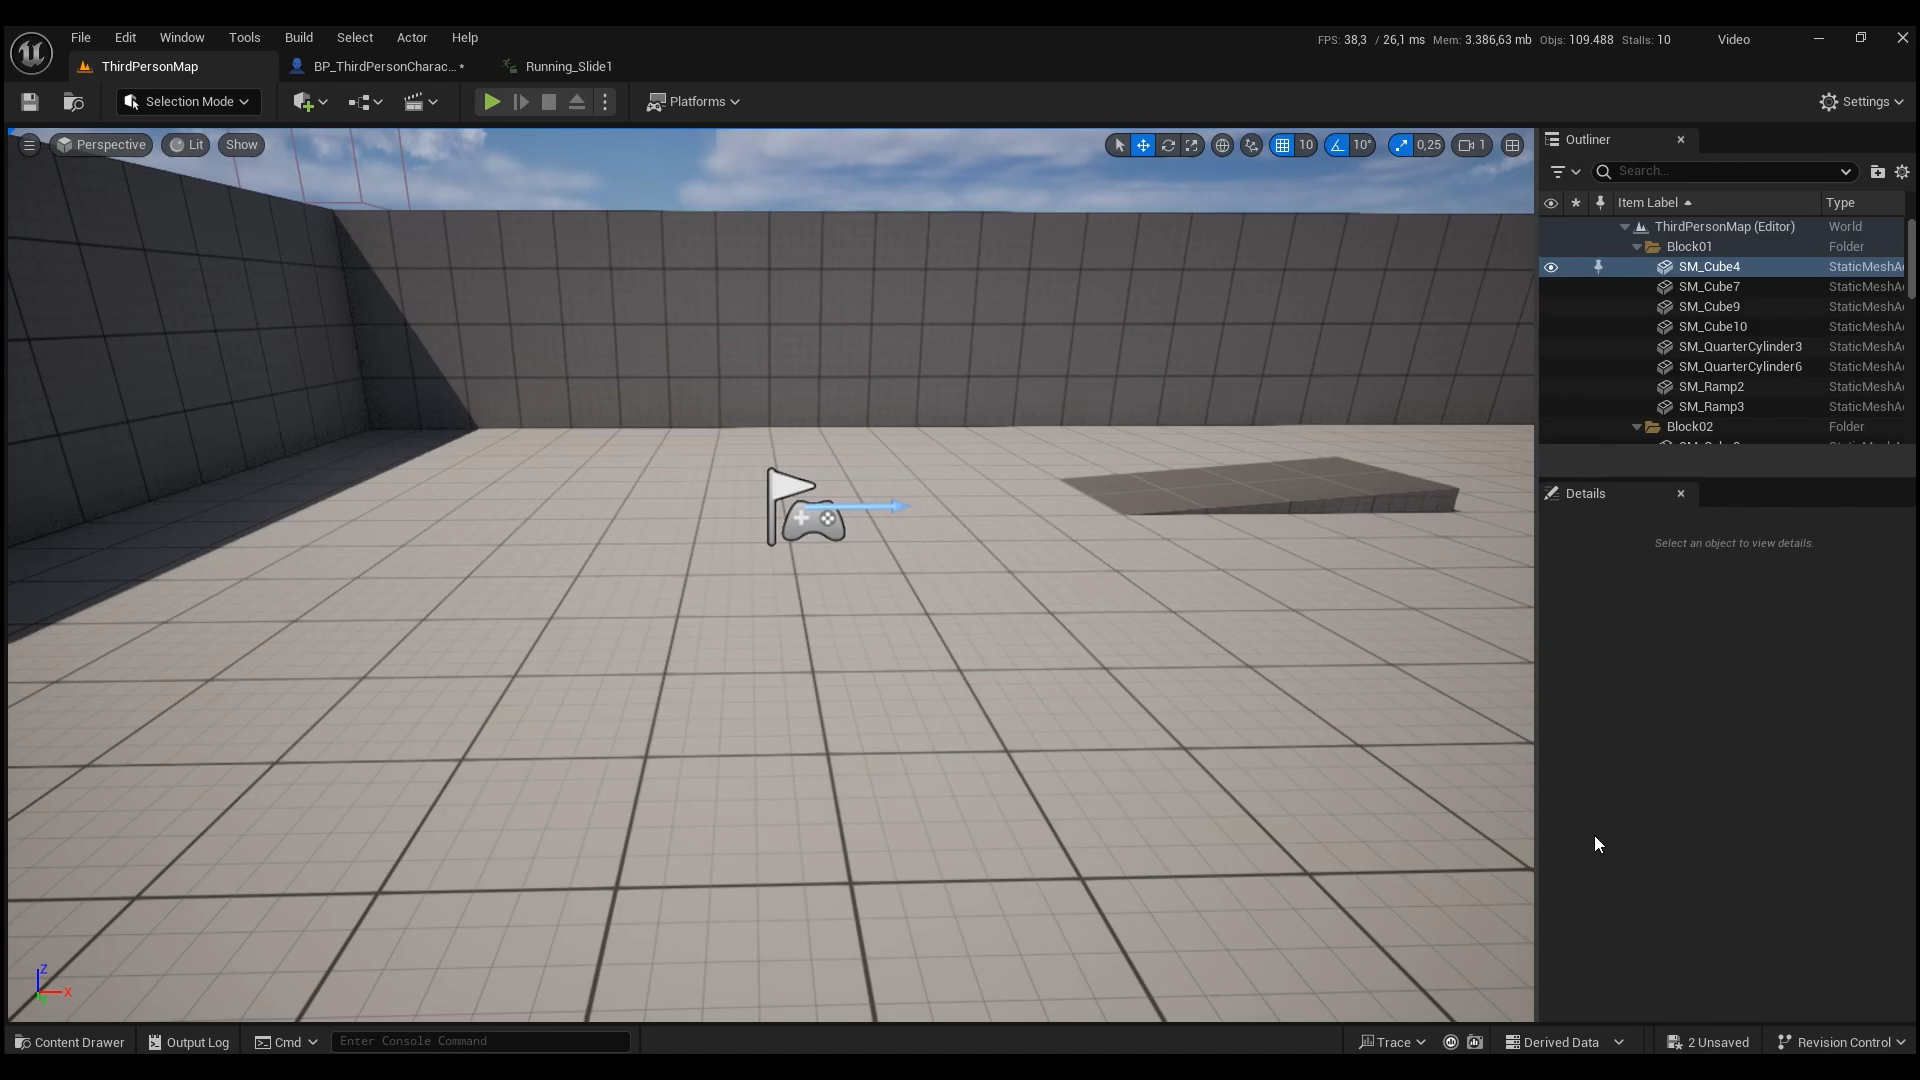 File Edit Window Tools Build Select Actor Help
FPS: 38,3 / 26,1 ms Mem: 3.386,63 mb Objs: 109.488 Stalls: 10 Video
ThirdPersonMap BP_ThirdPersonCharac... * Running_Slide1
Selection Mode Platforms Settings
Perspective Lit Show 10 10° 0,25 1
Outliner
Search...
Item Label Type
ThirdPersonMap (Editor) World
Block01 Folder
SM_Cube4 StaticMeshA
SM_Cube7 StaticMeshA
SM_Cube9 StaticMeshA
SM_Cube10 StaticMeshA
SM_QuarterCylinder3 StaticMeshA
SM_QuarterCylinder6 StaticMeshA
SM_Ramp2 StaticMeshA
SM_Ramp3 StaticMeshA
Block02 Folder
Details
Select an object to view details.
Z
X
Content Drawer Output Log Cmd Enter Console Command Trace Derived Data 2 Unsaved Revision Control